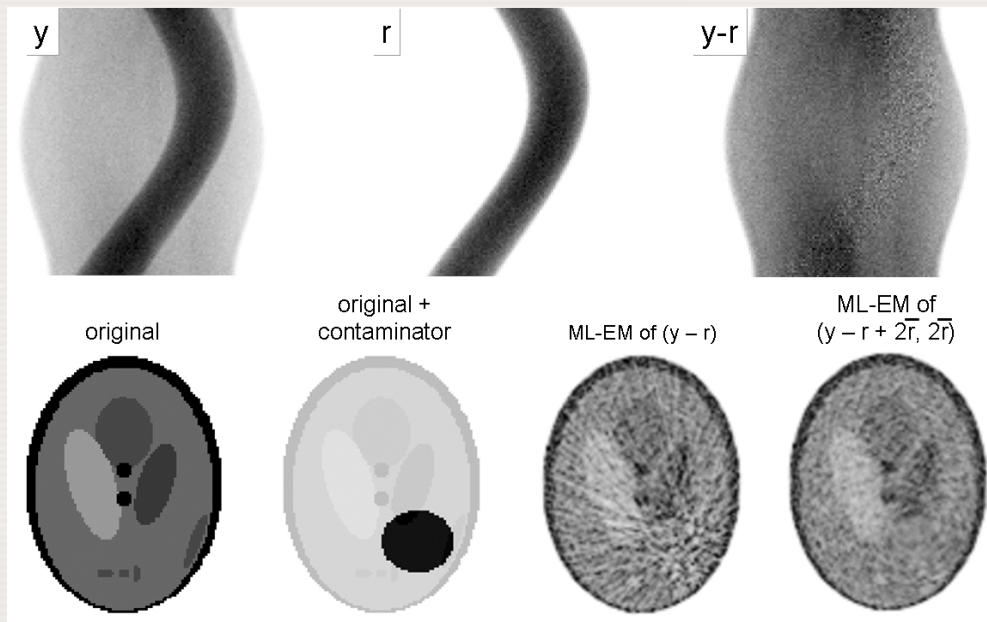 y
r
y-r
original
original +
contaminator
ML-EM of (y – r)
ML-EM of
(y – r + 2r̅, 2r̅)